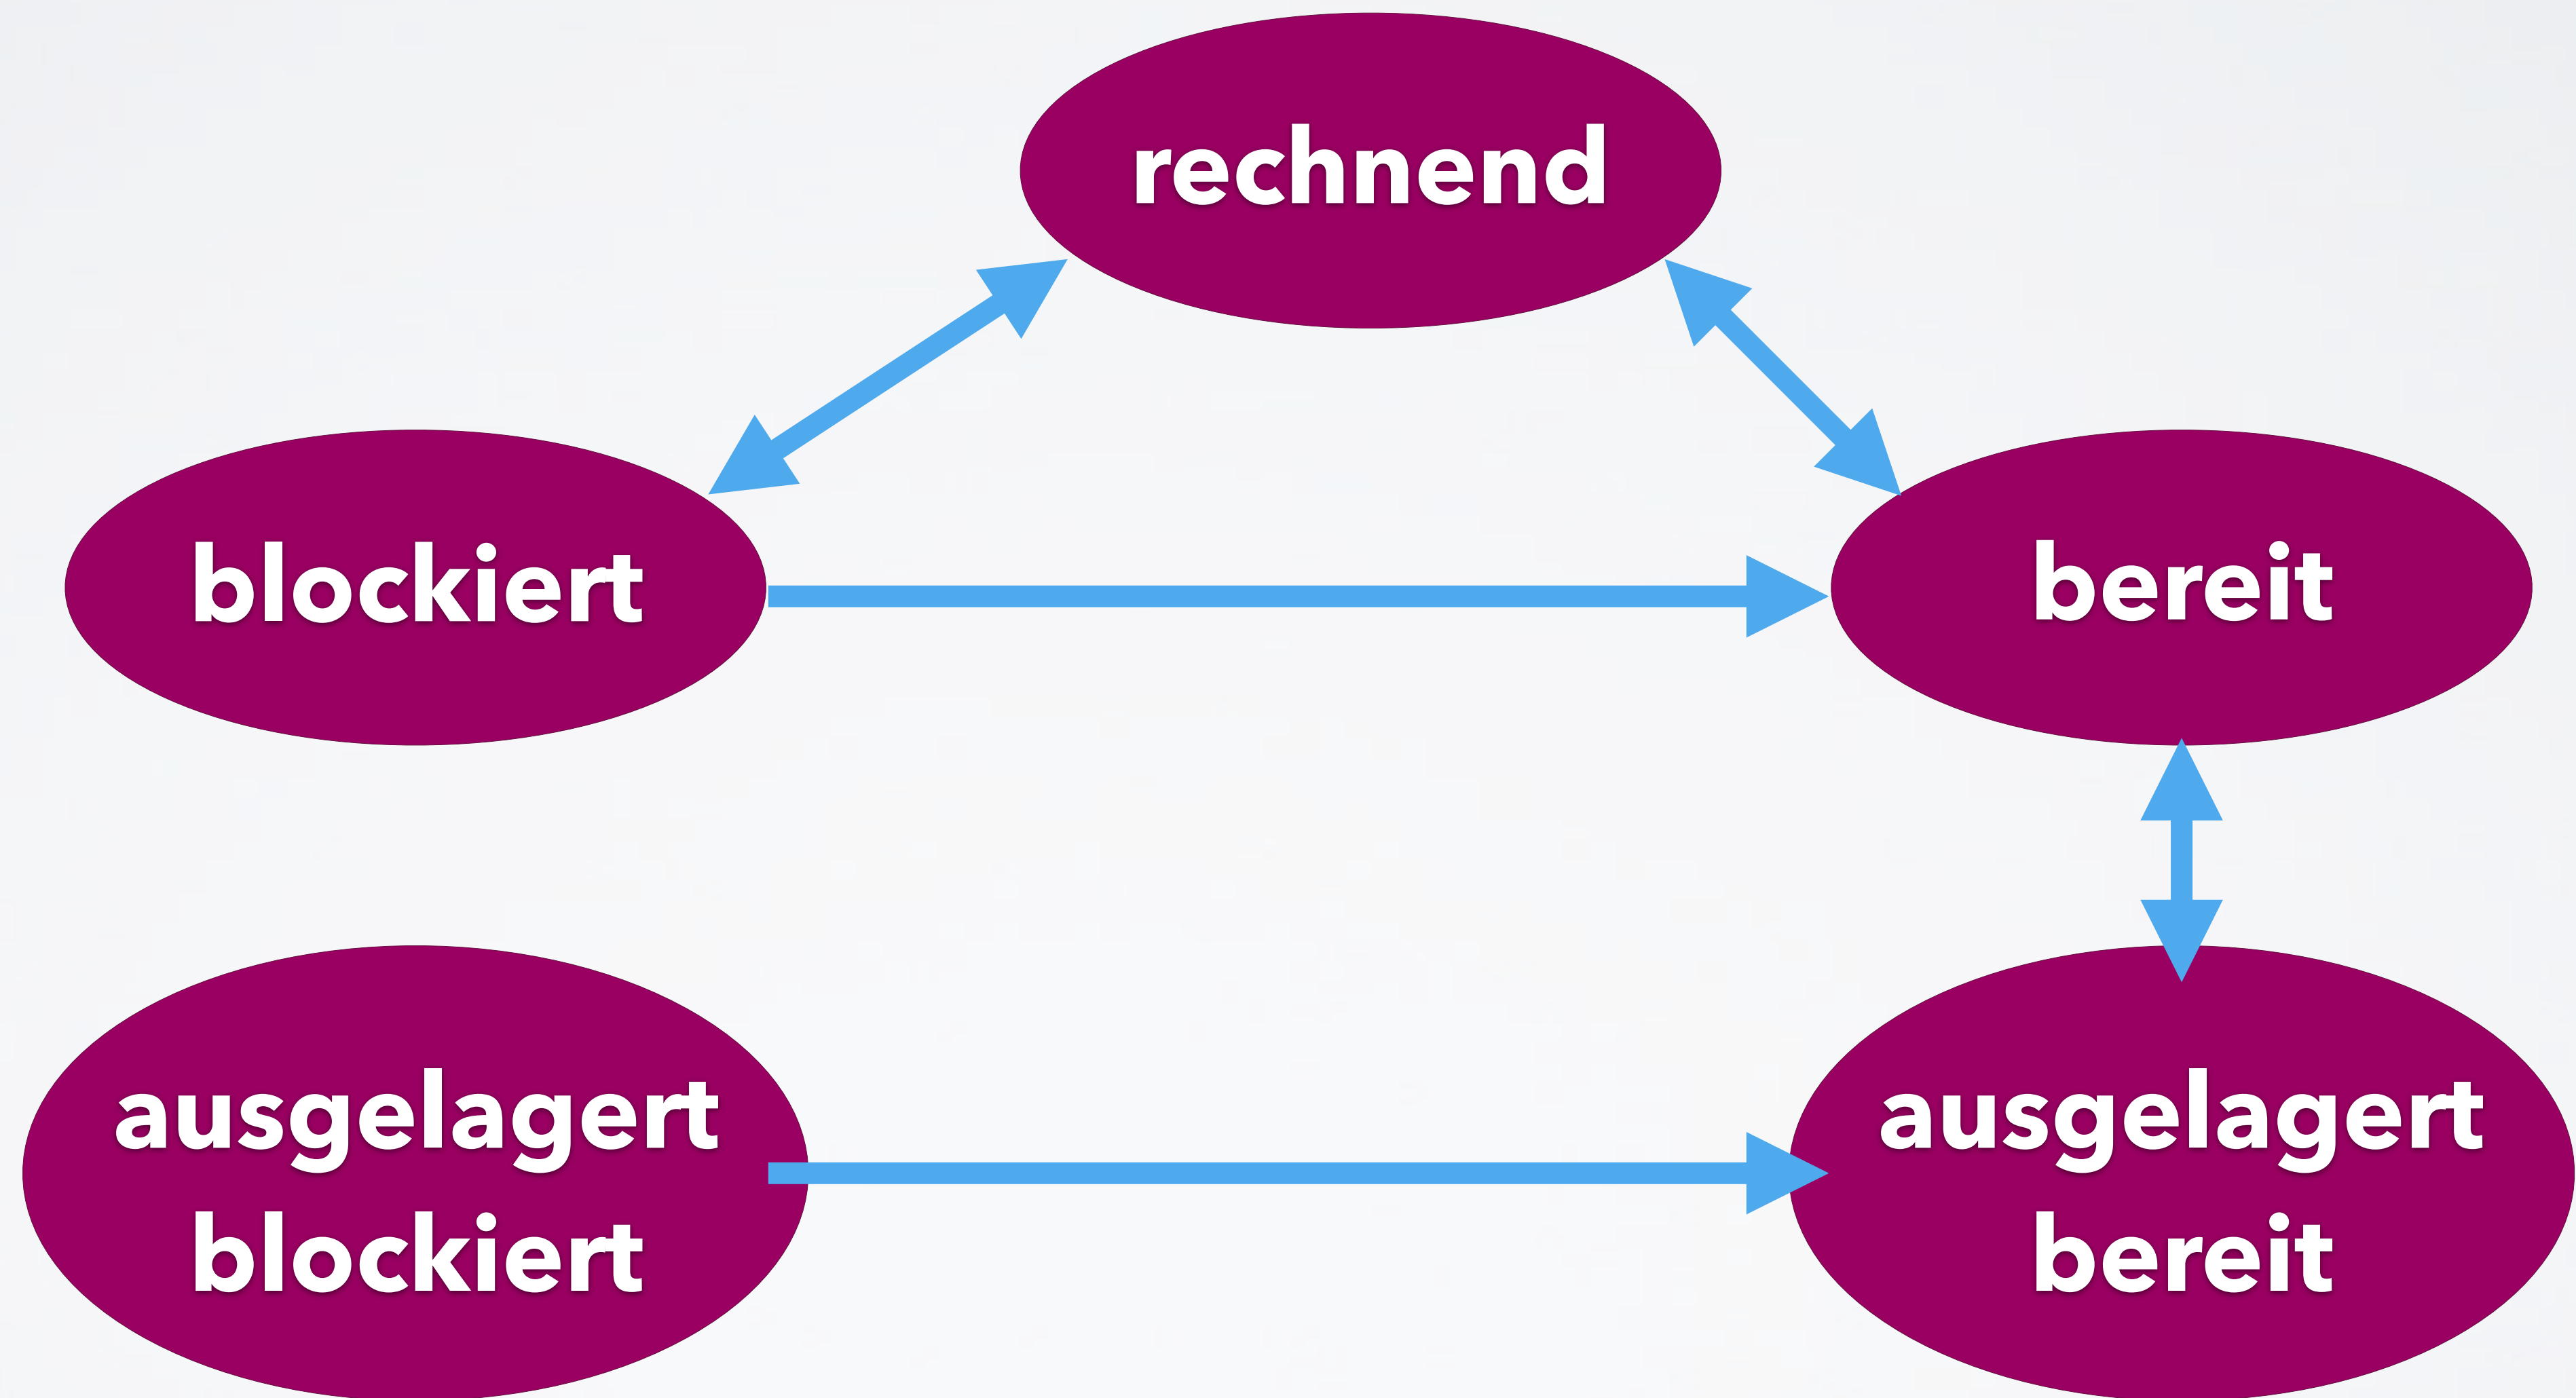 rechnend
blockiert
bereit
ausgelagert
blockiert
ausgelagert
bereit